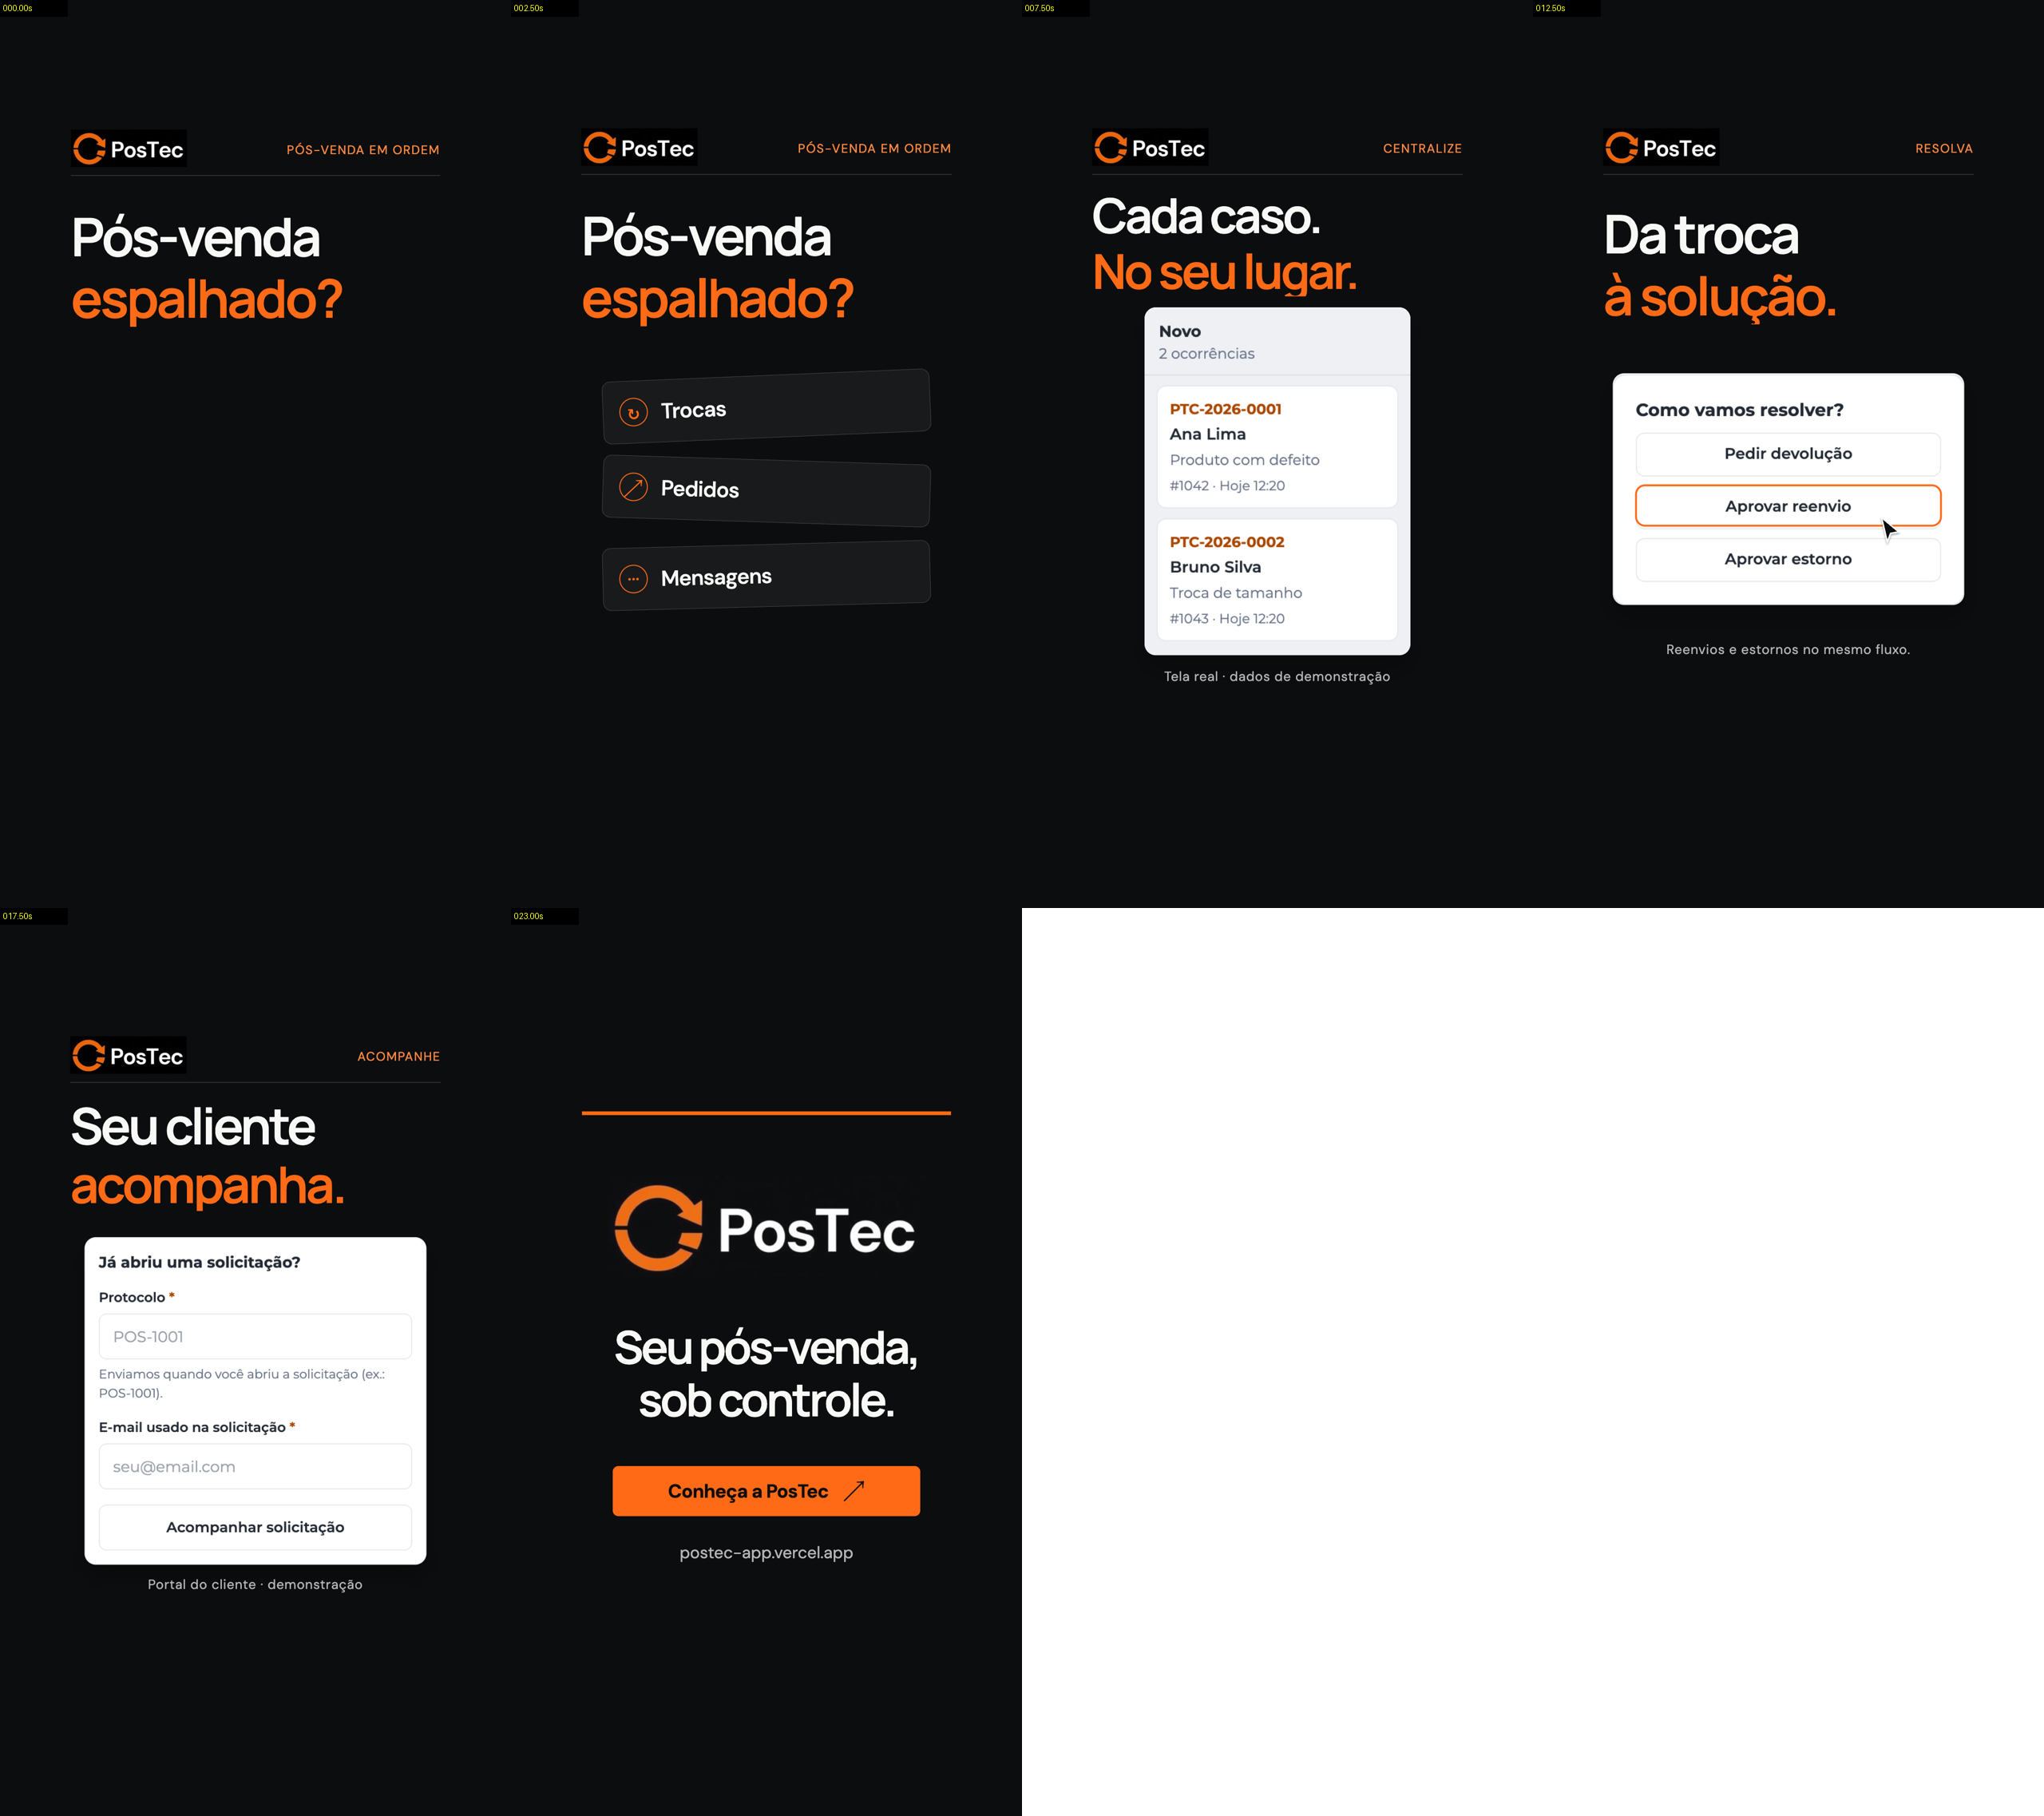 000.00s
PosTec
PÓS-VENDA EM ORDEM
Pós-venda
espalhado?
002.50s
PosTec
PÓS-VENDA EM ORDEM
Pós-venda
espalhado?
Trocas
Pedidos
Mensagens
007.50s
PosTec
CENTRALIZE
Cada caso.
No seu lugar.
Novo
2 ocorrências
PTC-2026-0001
Ana Lima
Produto com defeito
#1042 · Hoje 12:20
PTC-2026-0002
Bruno Silva
Troca de tamanho
#1043 · Hoje 12:20
Tela real · dados de demonstração
012.50s
PosTec
RESOLVA
Da troca
à solução.
Como vamos resolver?
Pedir devolução
Aprovar reenvio
Aprovar estorno
Reenvios e estornos no mesmo fluxo.
017.50s
PosTec
ACOMPANHE
Seu cliente
acompanha.
Já abriu uma solicitação?
Protocolo *
POS-1001
Enviamos quando você abriu a solicitação (ex.:
POS-1001).
E-mail usado na solicitação *
seu@email.com
Acompanhar solicitação
Portal do cliente · demonstração
023.00s
PosTec
Seu pós-venda,
sob controle.
Conheça a PosTec
postec-app.vercel.app